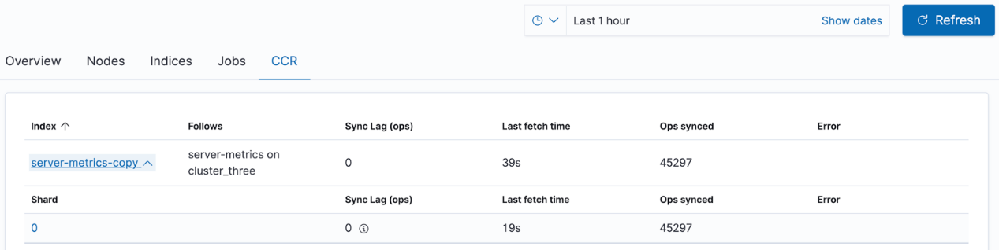 Last 1 hour Show dates Refresh
Overview Nodes Indices Jobs CCR
Index Follows Sync Lag (ops) Last fetch time Ops synced Error
server-metrics-copy server-metrics on cluster_three 0 39s 45297
Shard Sync Lag (ops) Last fetch time Ops synced Error
0 0 19s 45297